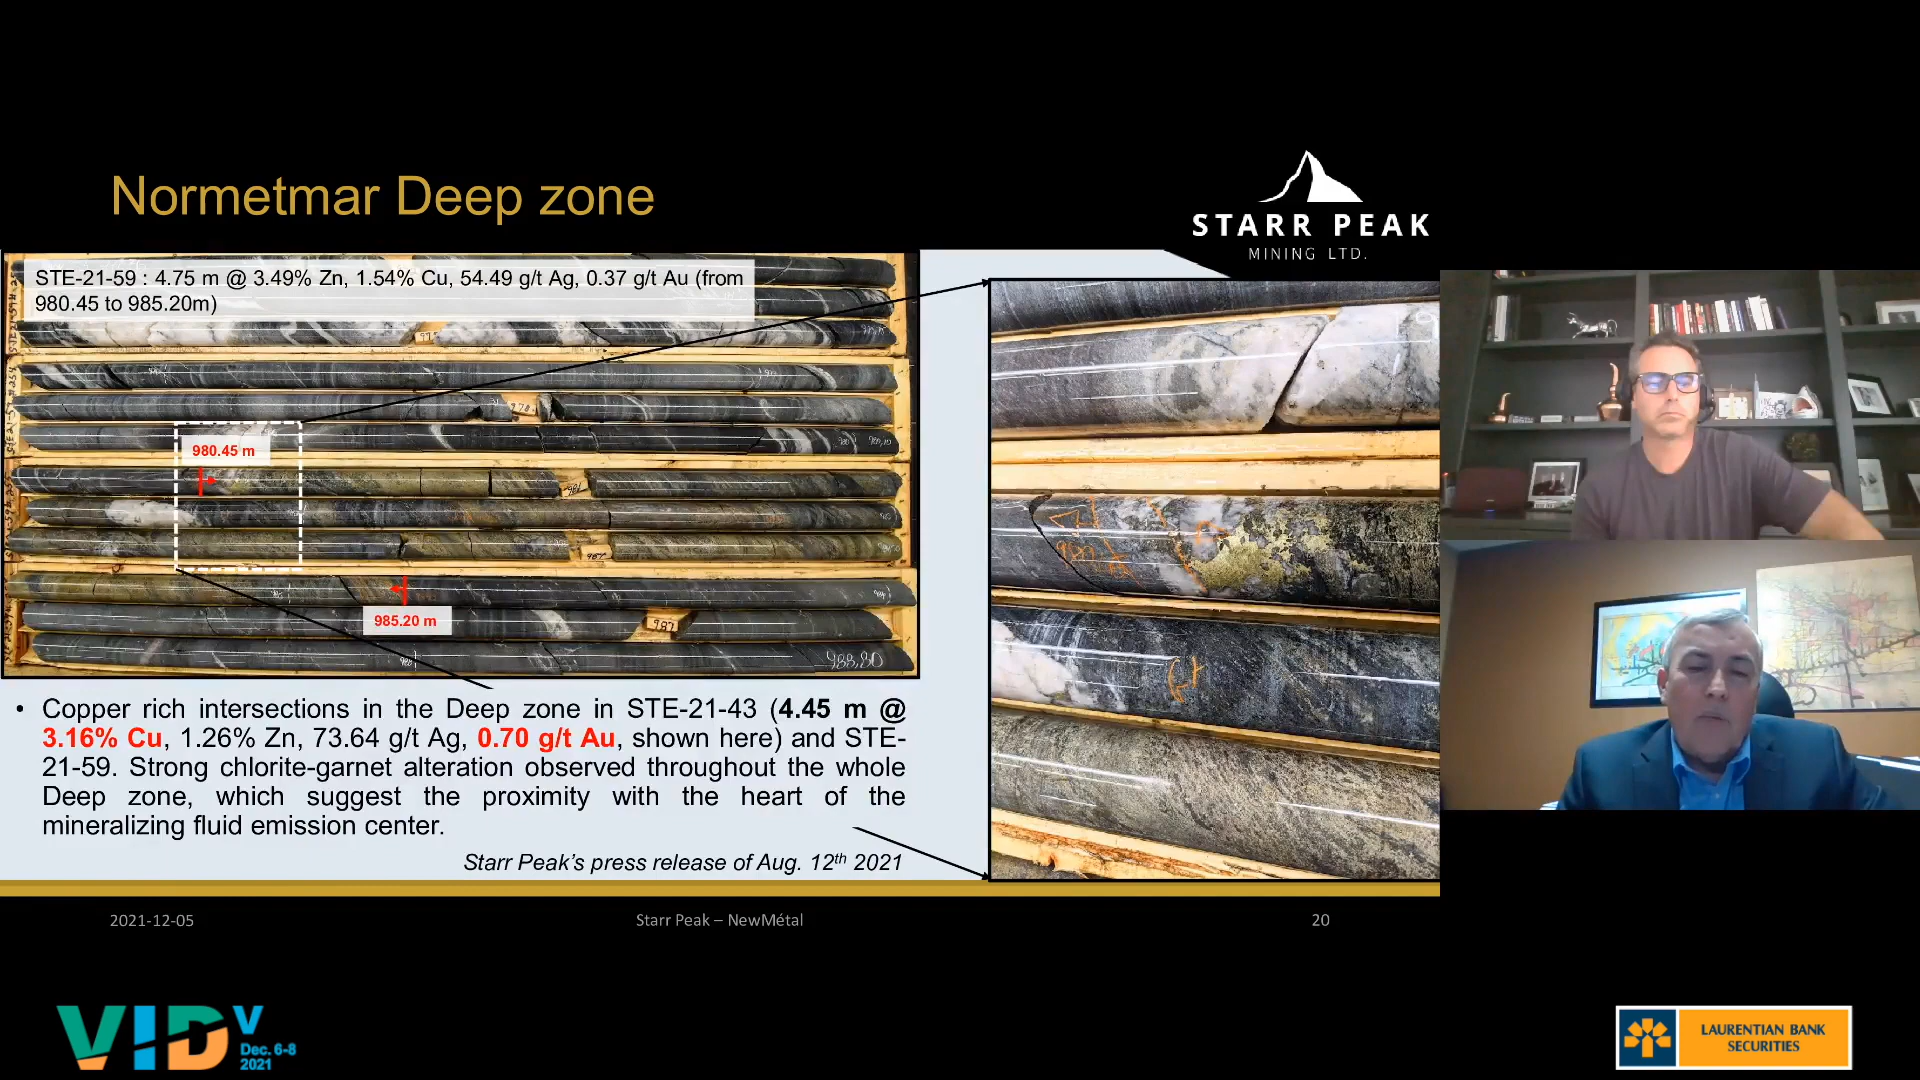 Normetmar Deep zone
STARR PEAK
MINING LTD.
STE-21-59 : 4.75 m @ 3.49% Zn, 1.54% Cu, 54.49 g/t Ag, 0.37 g/t Au (from
980.45 to 985.20m)
980.45 m
985.20 m
987
988,80
• Copper rich intersections in the Deep zone in STE-21-43 (4.45 m @
3.16% Cu, 1.26% Zn, 73.64 g/t Ag, 0.70 g/t Au, shown here) and STE-
21-59. Strong chlorite-garnet alteration observed throughout the whole
Deep zone, which suggest the proximity with the heart of the
mineralizing fluid emission center.
Starr Peak's press release of Aug. 12th 2021
2021-12-05
Starr Peak – NewMétal
20
VID V
Dec. 6-8
2021
LAURENTIAN BANK
SECURITIES